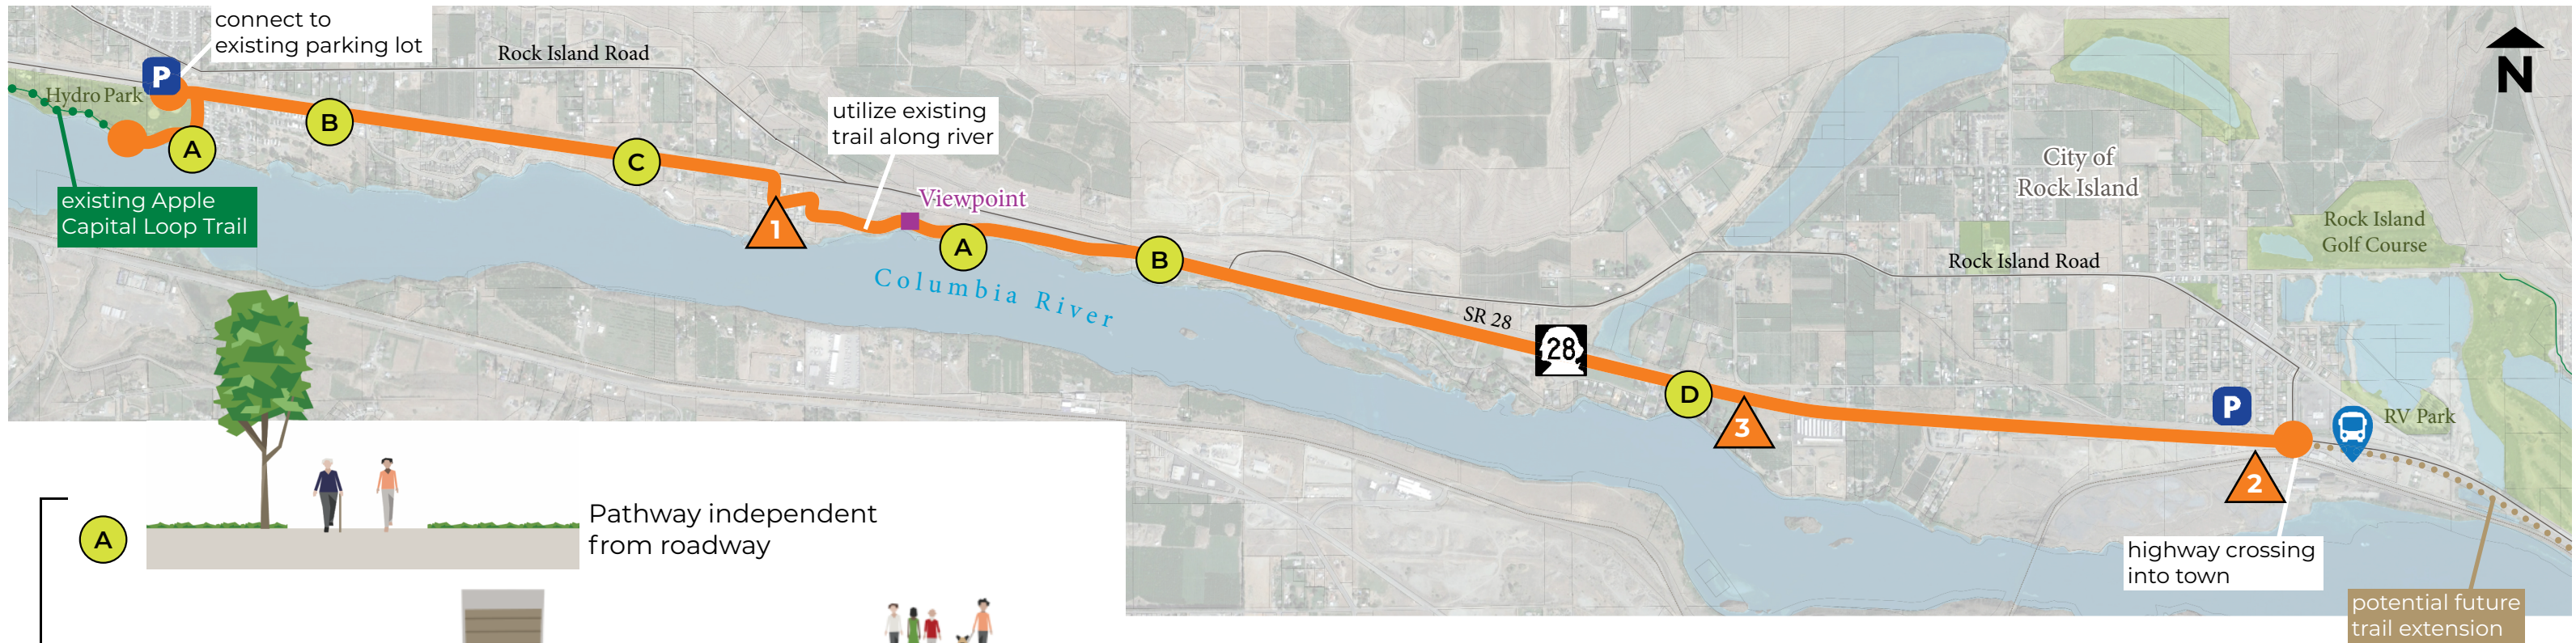 connect to
existing parking lot
P
Rock Island Road
Hydro Park
B
A
C
utilize existing
trail along river
existing Apple
Capital Loop Trail
Viewpoint
1
A
B
Columbia River
SR 28
28
D
3
City of
Rock Island
Rock Island Road
Rock Island
Golf Course
N
P
RV Park
2
highway crossing
into town
potential future
trail extension
A
Pathway independent
from roadway